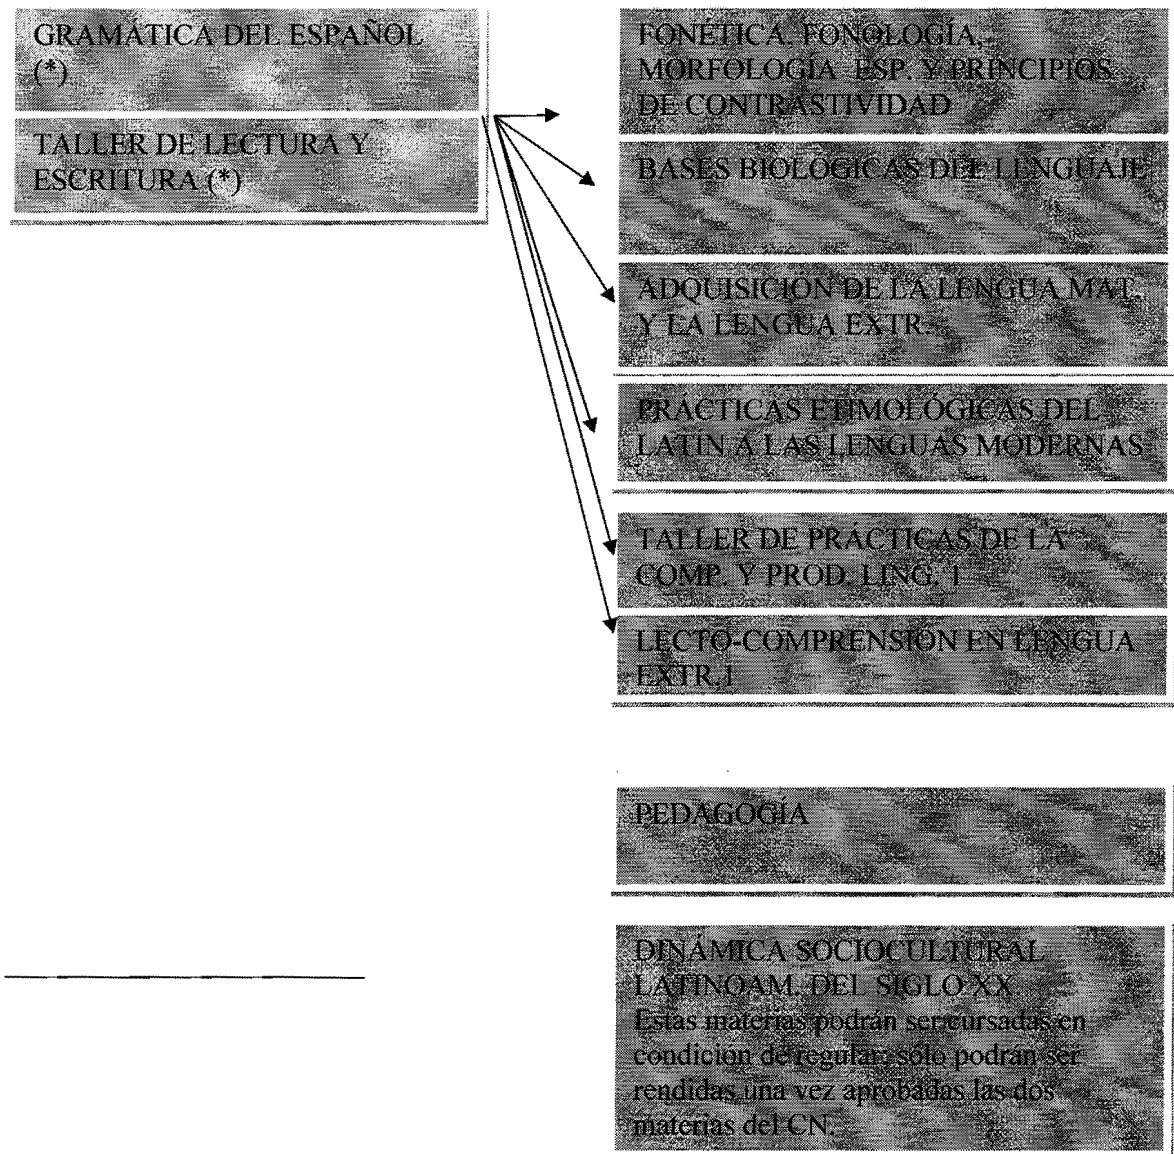 GRAMÁTICA DEL ESPAÑOL
(*)
TALLER DE LECTURA Y
ESCRITURA (*)
FONÉTICA. FONOLOGÍA,
MORFOLOGÍA ESP. Y PRINCIPIOS
DE CONTRASTIVIDAD
BASES BIOLÓGICAS DEL LENGUAJE
ADQUISICIÓN DE LA LENGUA MAT.
Y LA LENGUA EXTR.
PRÁCTICAS ETIMOLÓGICAS DEL
LATÍN A LAS LENGUAS MODERNAS
TALLER DE PRÁCTICAS DE LA
COMP. Y PROD. LING. 1
LECTO-COMPRENSIÓN EN LENGUA
EXTR.1
PEDAGOGÍA
DINÁMICA SOCIOCULTURAL
LATINOAM. DEL SIGLO XX
Estas materias podrán ser cursadas en
condición de regular, sólo podrán ser
rendidas una vez aprobadas las dos
materias del CN.